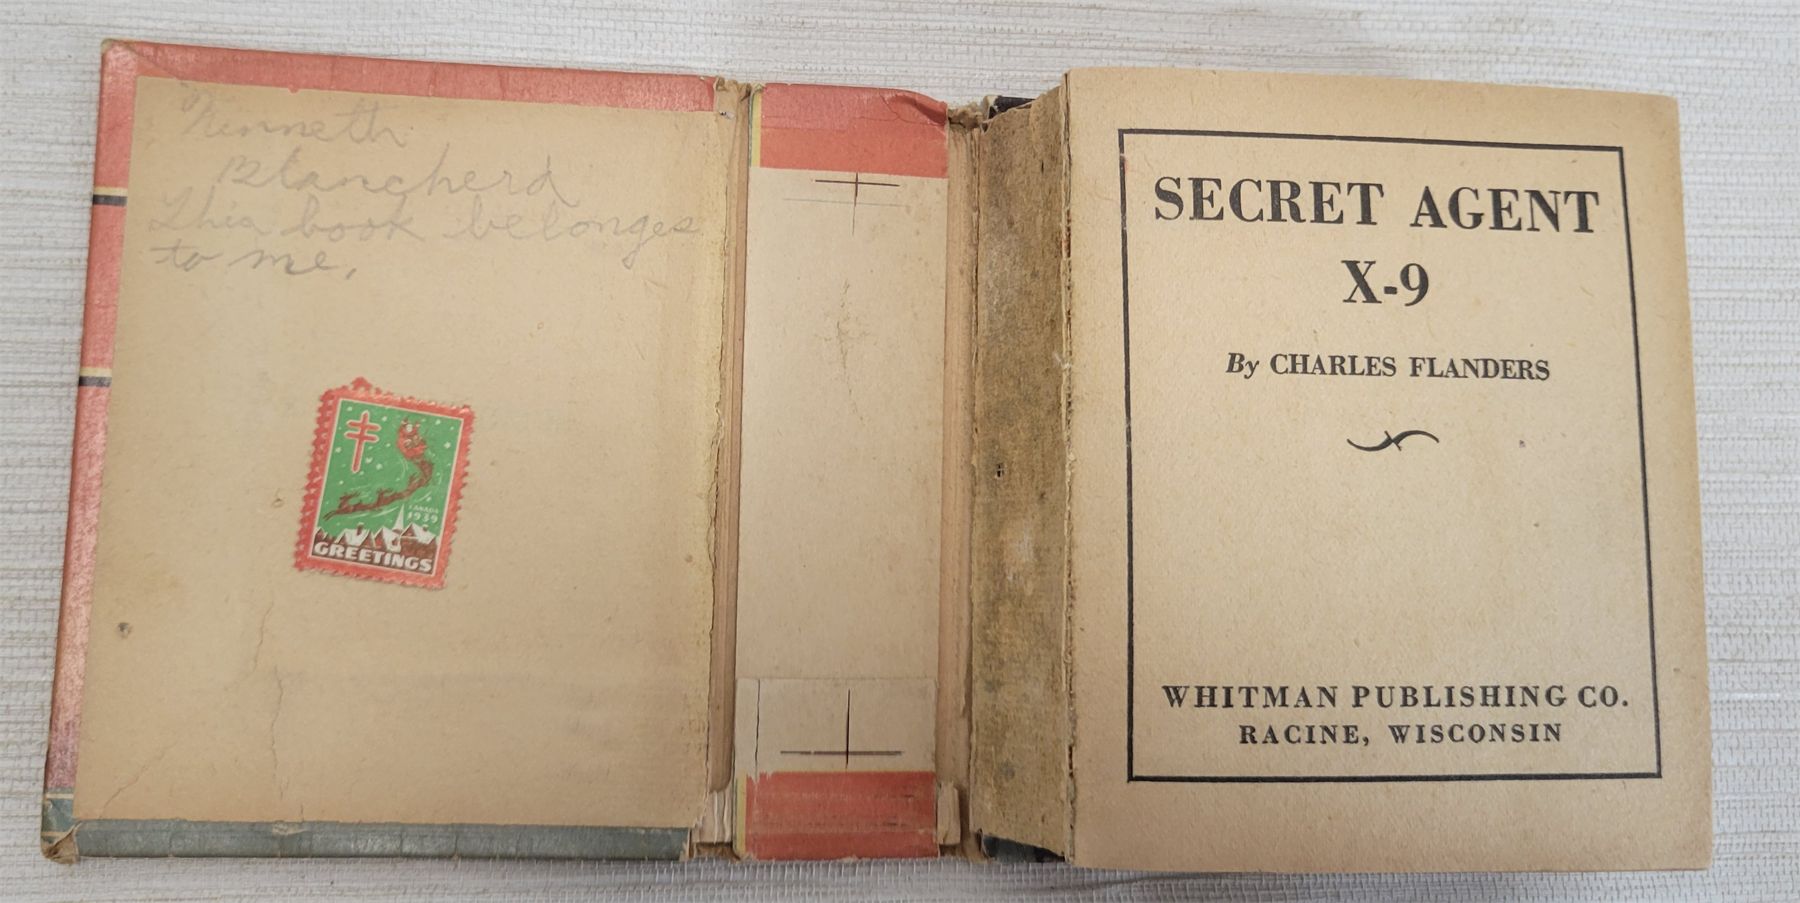 Kenneth
Blancherd
This book belonges
to me.
CANADA
1939
GREETINGS
SECRET AGENT
X-9
By CHARLES FLANDERS
WHITMAN PUBLISHING CO.
RACINE, WISCONSIN